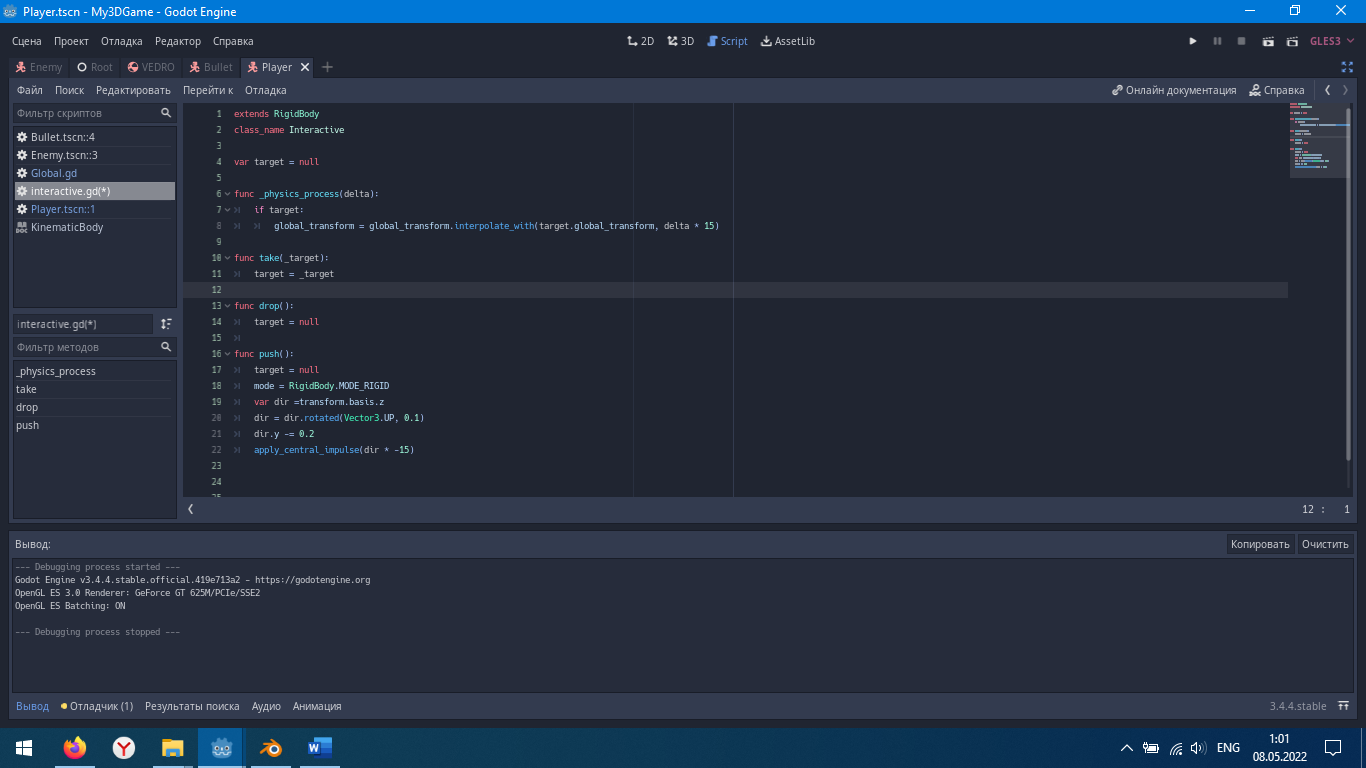 Player.tscn - My3DGame - Godot Engine
Сцена Проект Отладка Редактор Справка
2D 3D Script AssetLib
GLES3
Enemy Root VEDRO Bullet Player
Файл Поиск Редактировать Перейти к Отладка
Онлайн документация Справка
Фильтр скриптов
Bullet.tscn::4
Enemy.tscn::3
Global.gd
interactive.gd(*)
Player.tscn::1
KinematicBody
interactive.gd(*)
Фильтр методов
_physics_process
take
drop
push
1 extends RigidBody
2 class_name Interactive
3
4 var target = null
5
6 func _physics_process(delta):
7 if target:
8 global_transform = global_transform.interpolate_with(target.global_transform, delta * 15)
9
10 func take(_target):
11 target = _target
12
13 func drop():
14 target = null
15
16 func push():
17 target = null
18 mode = RigidBody.MODE_RIGID
19 var dir =transform.basis.z
20 dir = dir.rotated(Vector3.UP, 0.1)
21 dir.y -= 0.2
22 apply_central_impulse(dir * -15)
23
24
25
12 : 1
Вывод:
Копировать Очистить
--- Debugging process started ---
Godot Engine v3.4.4.stable.official.419e713a2 - https://godotengine.org
OpenGL ES 3.0 Renderer: GeForce GT 625M/PCIe/SSE2
OpenGL ES Batching: ON
--- Debugging process stopped ---
Вывод Отладчик (1) Результаты поиска Аудио Анимация
3.4.4.stable
ENG
1:01
08.05.2022